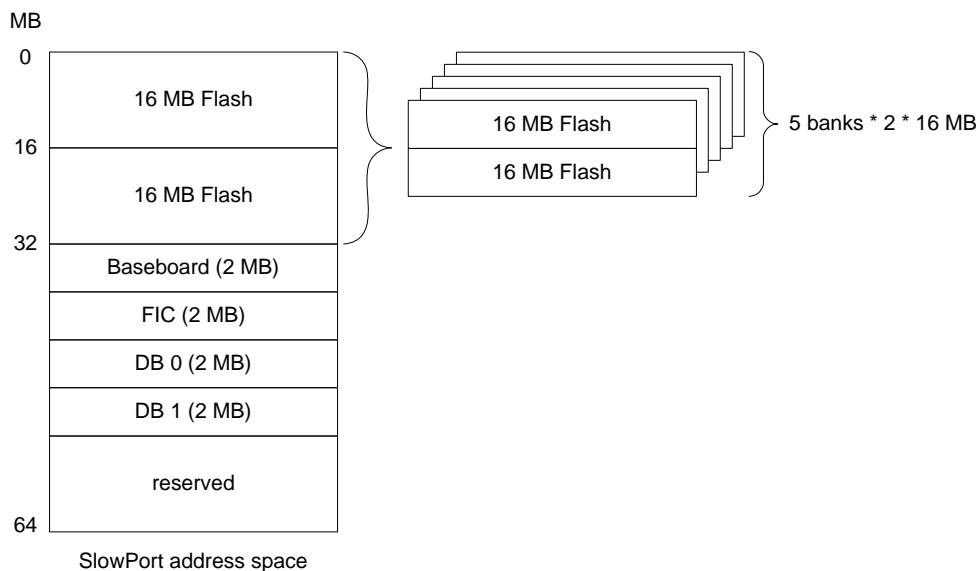 MB
0
16 MB Flash
16
16 MB Flash
32
Baseboard (2 MB)
FIC (2 MB)
DB 0 (2 MB)
DB 1 (2 MB)
reserved
64
SlowPort address space
16 MB Flash
16 MB Flash
5 banks * 2 * 16 MB